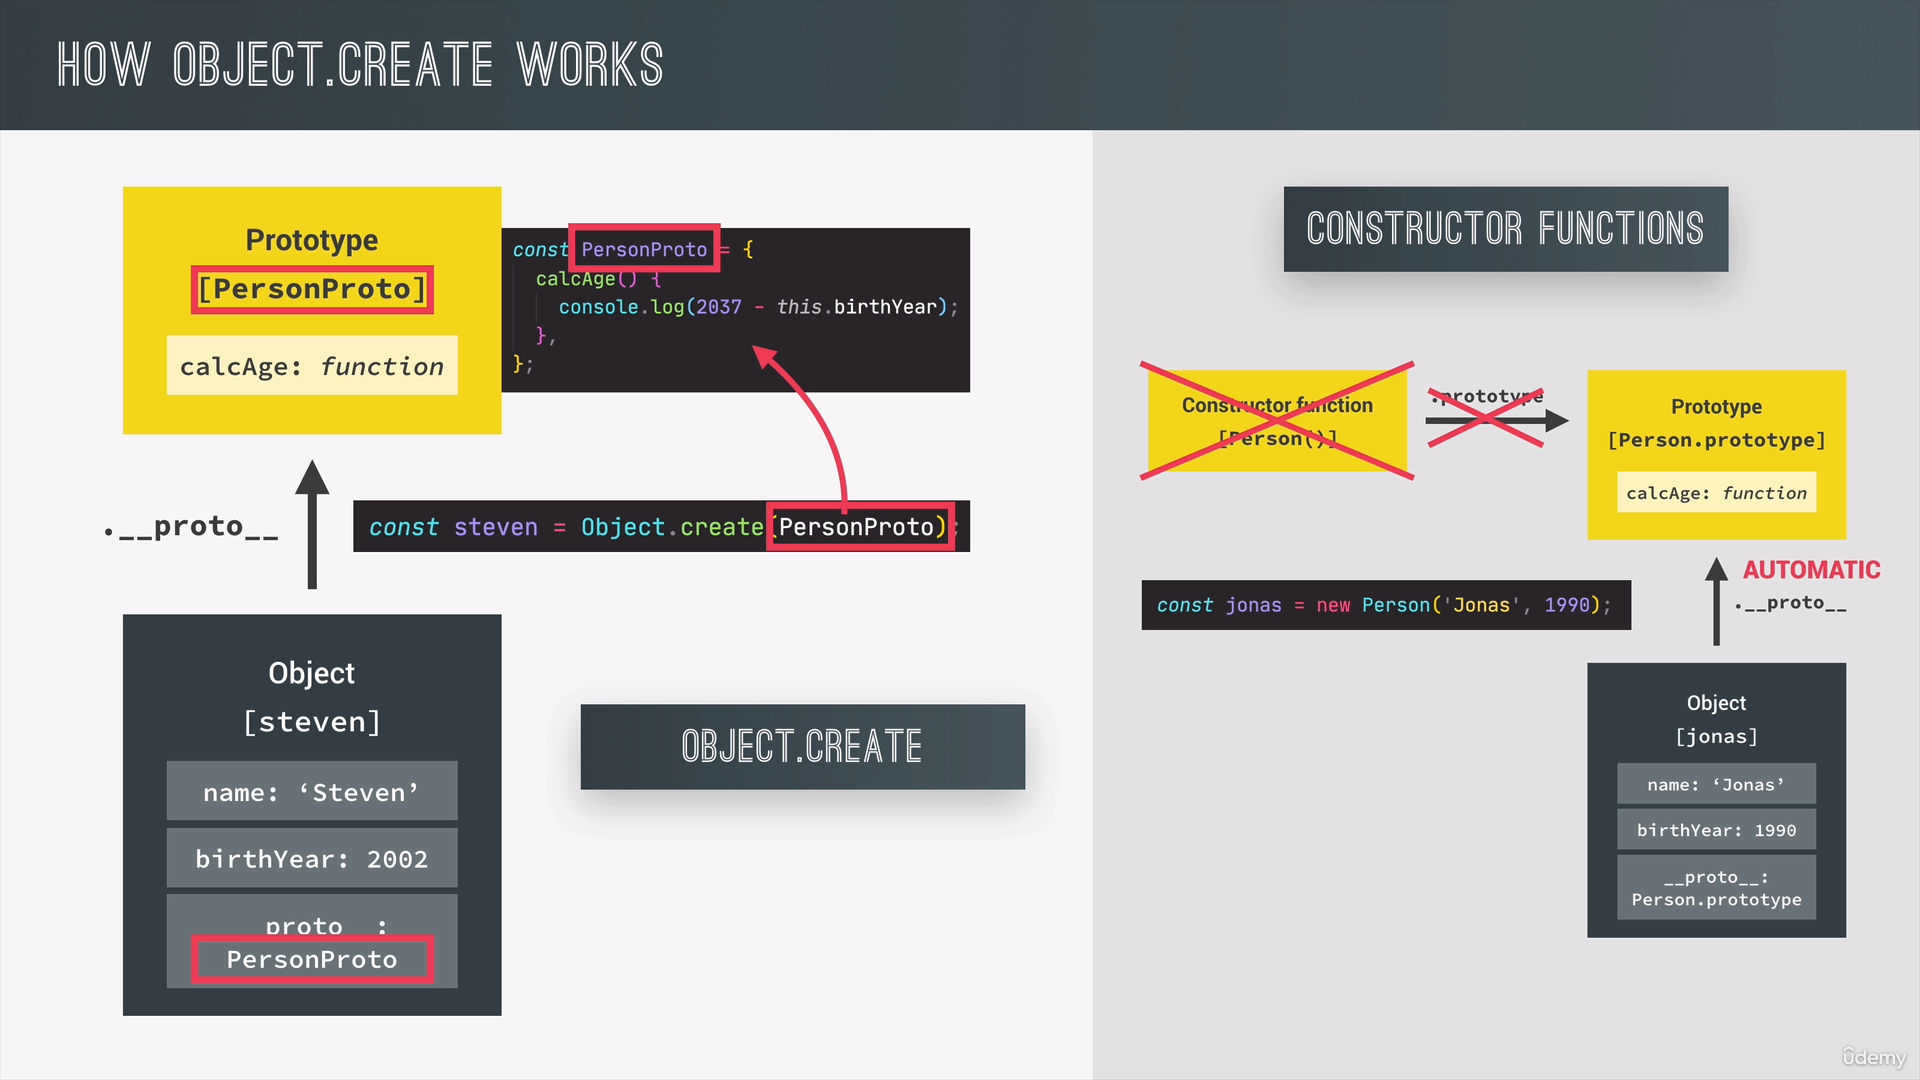 HOW OBJECT.CREATE WORKS
Prototype
[PersonProto]
calcAge: function
const PersonProto = {
calcAge() {
console.log(2037 - this.birthYear);
},
};
.__proto__
const steven = Object.create(PersonProto);
Object
[steven]
name: ‘Steven’
birthYear: 2002
__proto__:
PersonProto
OBJECT.CREATE
CONSTRUCTOR FUNCTIONS
Constructor function
[Person()]
.prototype
Prototype
[Person.prototype]
calcAge: function
const jonas = new Person('Jonas', 1990);
AUTOMATIC
.__proto__
Object
[jonas]
name: ‘Jonas’
birthYear: 1990
__proto__:
Person.prototype
ûdemy